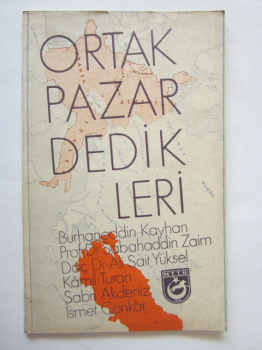 ORTAK
PAZAR
DEDİK
LERİ
Burhaneddin Kayhan
Prof. Dr. Sabahaddin Zaim
Doç. Dr. Ali Sait Yüksel
Kâmil Turan
Sabri Akdeniz
İsmet
MTTB